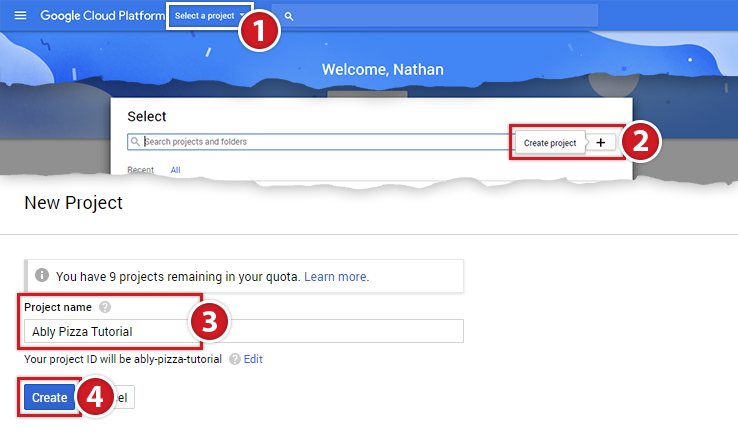 Google Cloud Platform Select a project
1
Welcome, Nathan
Select
Search projects and folders
Create project +
2
Recent All
New Project
You have 9 projects remaining in your quota. Learn more.
Project name ?
Ably Pizza Tutorial
3
Your project ID will be ably-pizza-tutorial ? Edit
Create
4